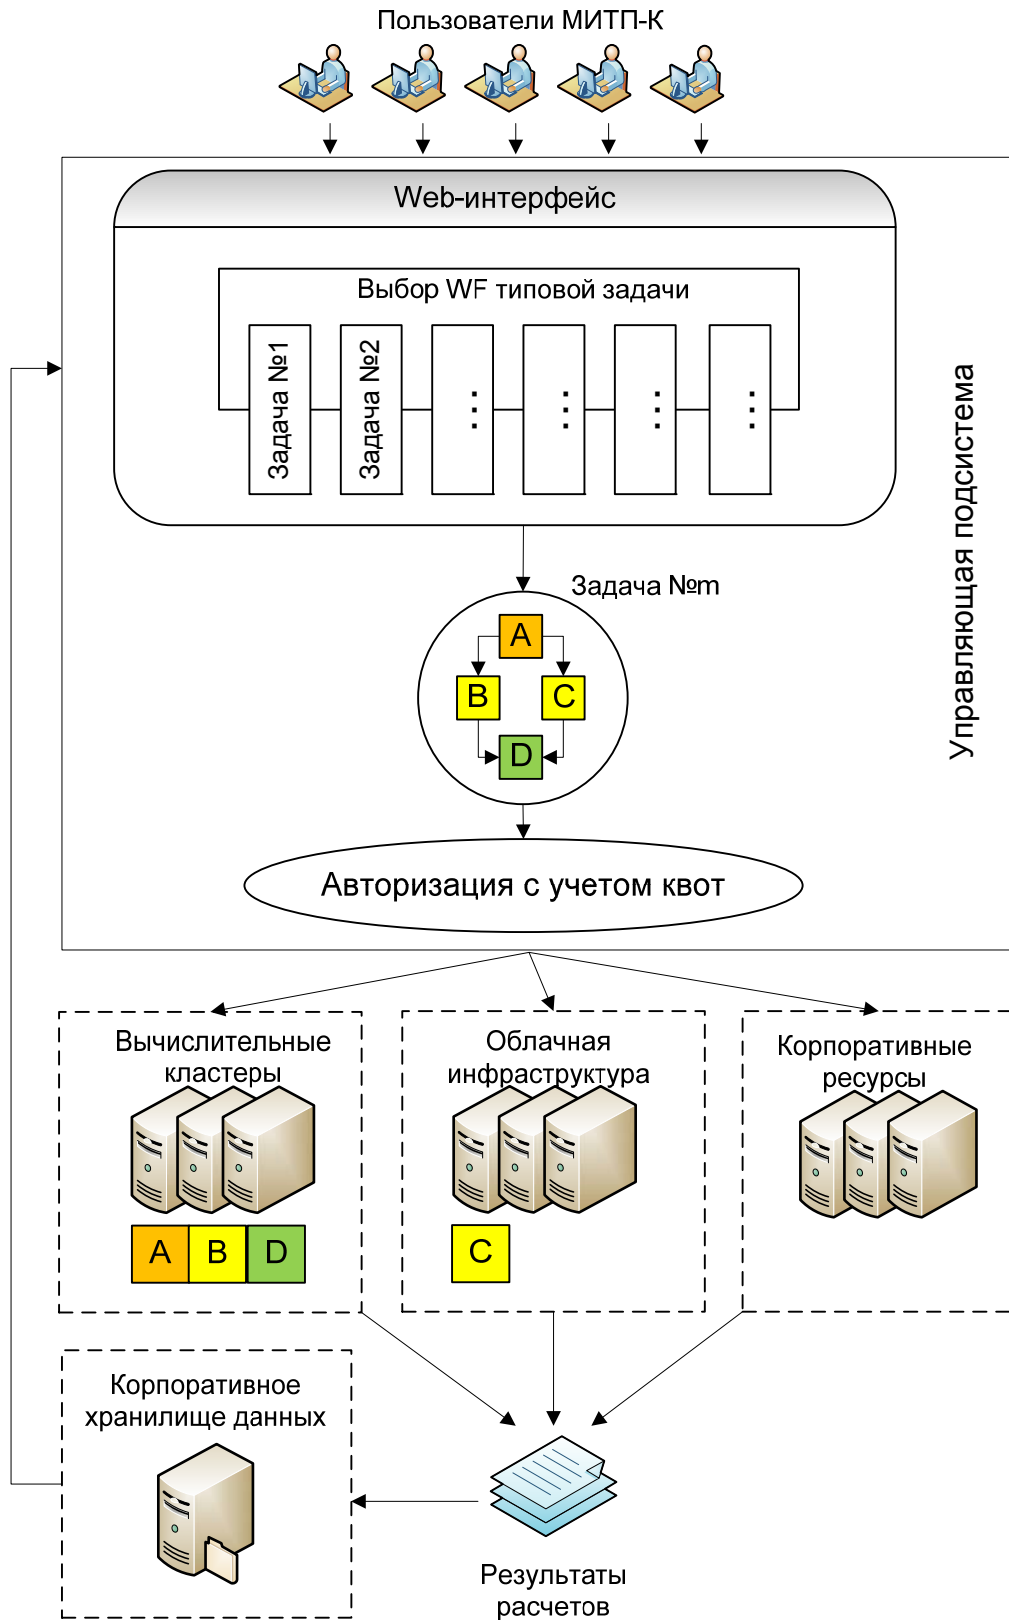 Пользователи МИТП-К
Web-интерфейс
Выбор WF типовой задачи
Задача №1
Задача №2
...
...
...
...
Управляющая подсистема
Задача №m
A
B
C
D
Авторизация с учетом квот
Вычислительные
кластеры
A B D
Облачная
инфраструктура
C
Корпоративные
ресурсы
Корпоративное
хранилище данных
Результаты
расчетов